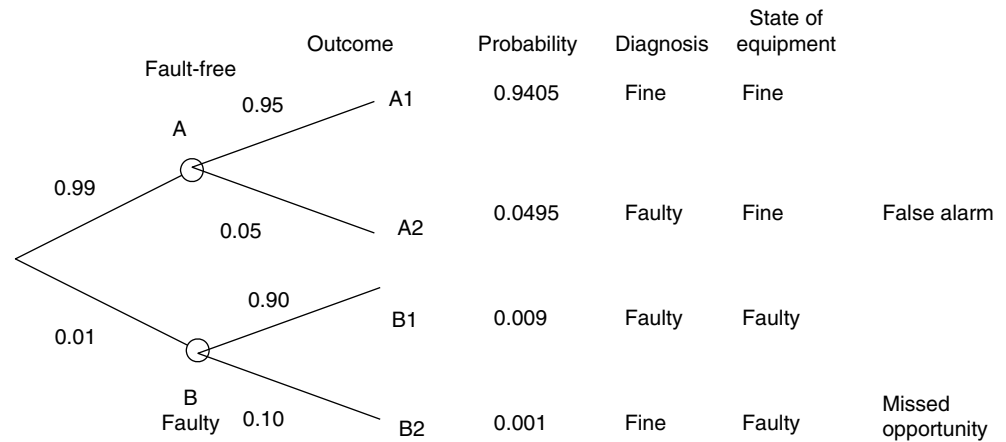 State of
Outcome Probability Diagnosis equipment
Fault-free
0.95 A1 0.9405 Fine Fine
A
0.99
0.05 A2 0.0495 Faulty Fine False alarm
0.90
B1 0.009 Faulty Faulty
0.01
B
Faulty 0.10 B2 0.001 Fine Faulty Missed
opportunity